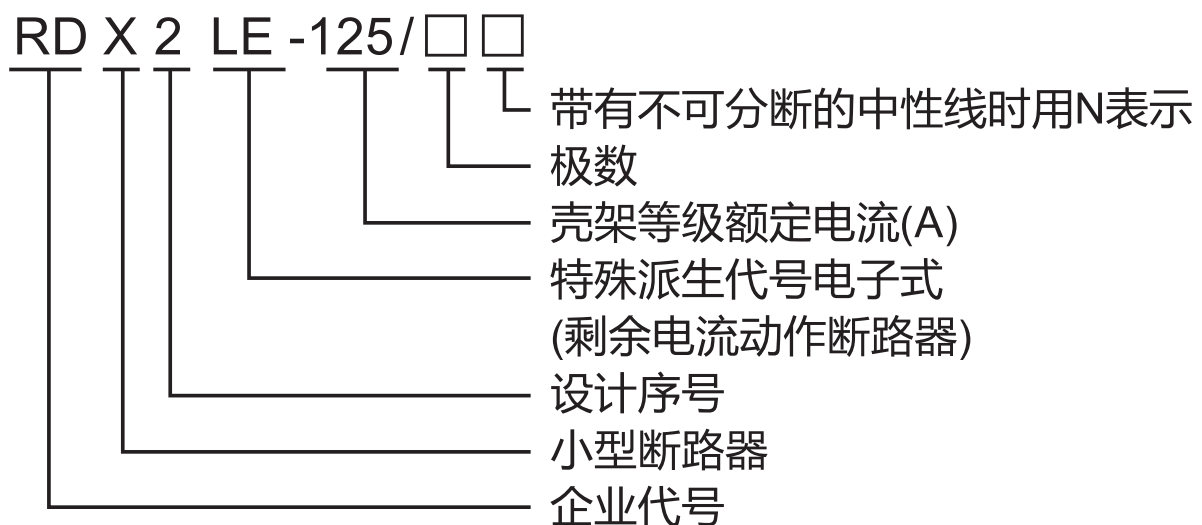 RD X 2 LE -125/□□
带有不可分断的中性线时用N表示
极数
壳架等级额定电流(A)
特殊派生代号电子式
(剩余电流动作断路器)
设计序号
小型断路器
企业代号